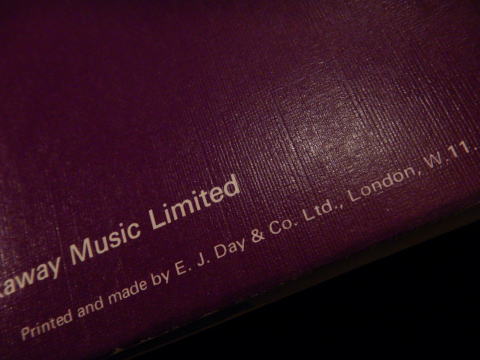 kaway Music Limited
Printed and made by E. J. Day & Co. Ltd., London, W.11.